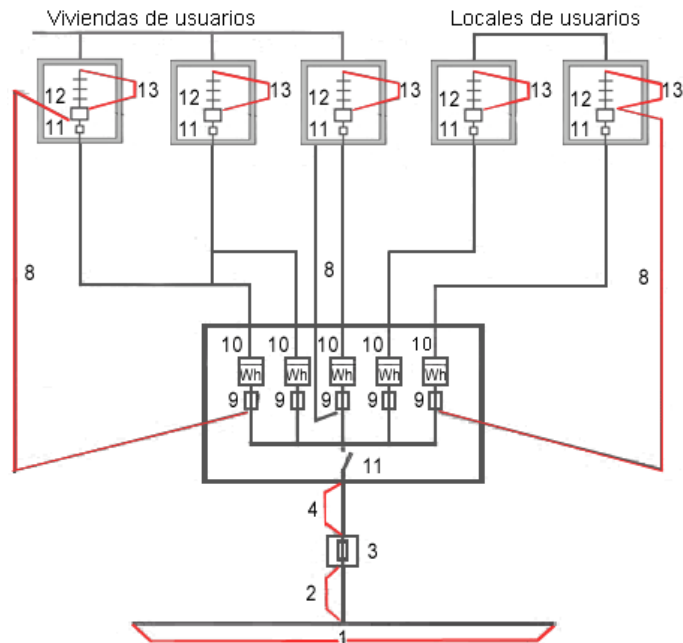 Viviendas de usuarios Locales de usuarios
12 13 12 13 12 13 12 13 12 13
11 11 11 11 11
8 8 8
10 10 10 10 10
Wh Wh Wh Wh Wh
9 9 9 9 9
11
4
3
2
1